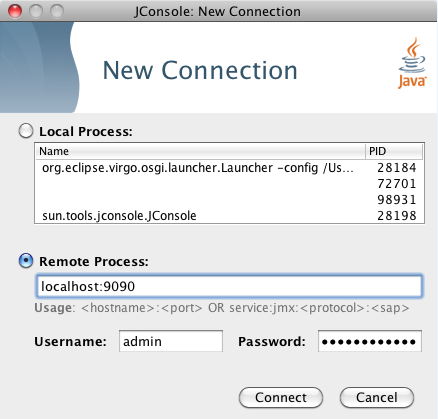 JConsole: New Connection
New Connection
Java
Local Process:
Name PID
org.eclipse.virgo.osgi.launcher.Launcher -config /Us... 28184
72701
98931
sun.tools.jconsole.JConsole 28198
Remote Process:
localhost:9090
Usage: <hostname>:<port> OR service:jmx:<protocol>:<sap>
Username: admin Password: ••••••••••••
Connect Cancel